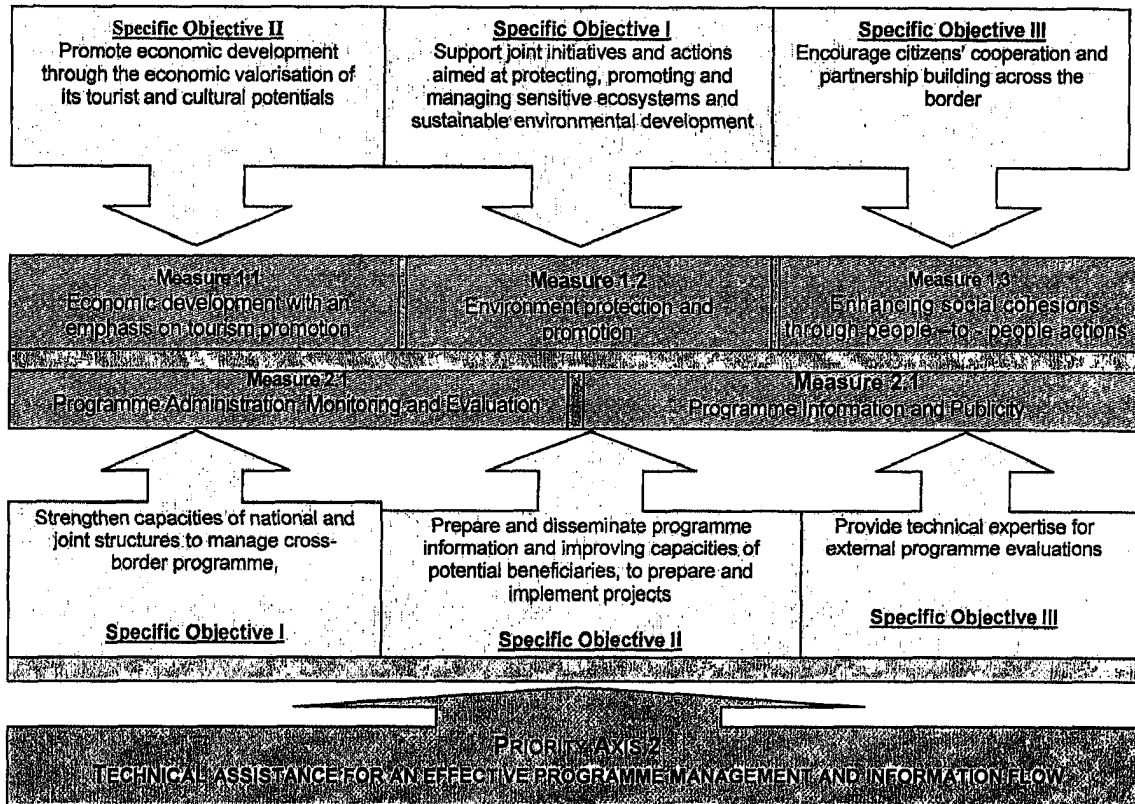 Specific Objective II
Promote economic development
through the economic valorisation of
its tourist and cultural potentials
Specific Objective I
Support joint initiatives and actions
aimed at protecting, promoting and
managing sensitive ecosystems and
sustainable environmental development
Specific Objective III
Encourage citizens' cooperation and
partnership building across the
border
Measure 1.1
Economic development with an
emphasis on tourism promotion
Measure 1.2
Environment protection and
promotion
Measure 1.3
Enhancing social cohesions
through people –to - people actions
Measure 2.1
Programme Administration, Monitoring and Evaluation
Measure 2.1
Programme Information and Publicity
Strengthen capacities of national and
joint structures to manage cross-
border programme,
Specific Objective I
Prepare and disseminate programme
information and improving capacities of
potential beneficiaries, to prepare and
implement projects
Specific Objective II
Provide technical expertise for
external programme evaluations
Specific Objective III
PRIORITY AXIS 2
TECHNICAL ASSISTANCE FOR AN EFFECTIVE PROGRAMME MANAGEMENT AND INFORMATION FLOW